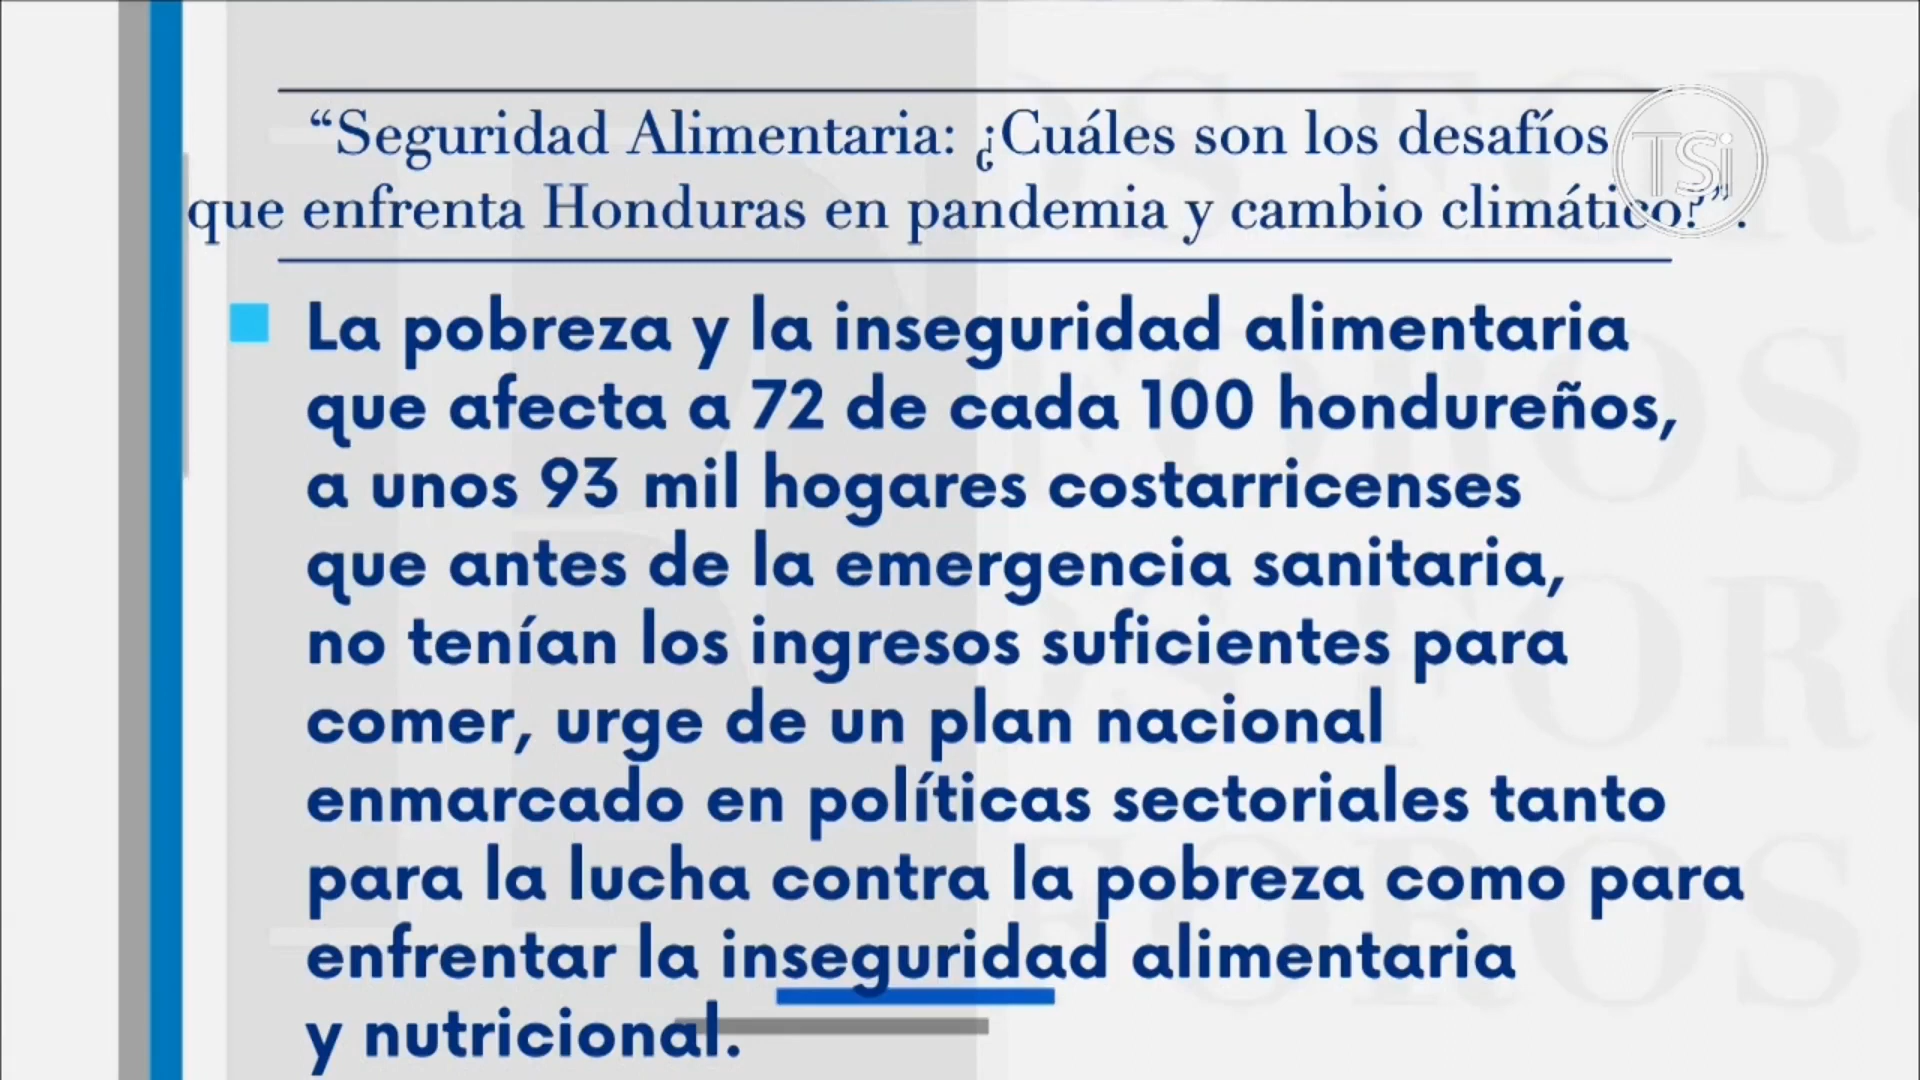 “Seguridad Alimentaria: ¿Cuáles son los desafíos
que enfrenta Honduras en pandemia y cambio climático?”.
TSi
La pobreza y la inseguridad alimentaria
que afecta a 72 de cada 100 hondureños,
a unos 93 mil hogares costarricenses
que antes de la emergencia sanitaria,
no tenían los ingresos suficientes para
comer, urge de un plan nacional
enmarcado en políticas sectoriales tanto
para la lucha contra la pobreza como para
enfrentar la inseguridad alimentaria
y nutricional.